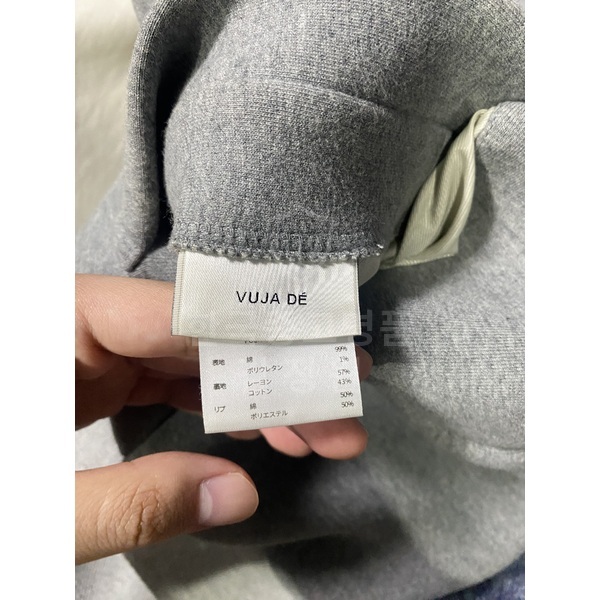 VUJA DÉ
99%
表地 綿 1%
ポリウレタン 57%
裏地 レーヨン 43%
コットン 50%
リブ 綿 50%
ポリエステル